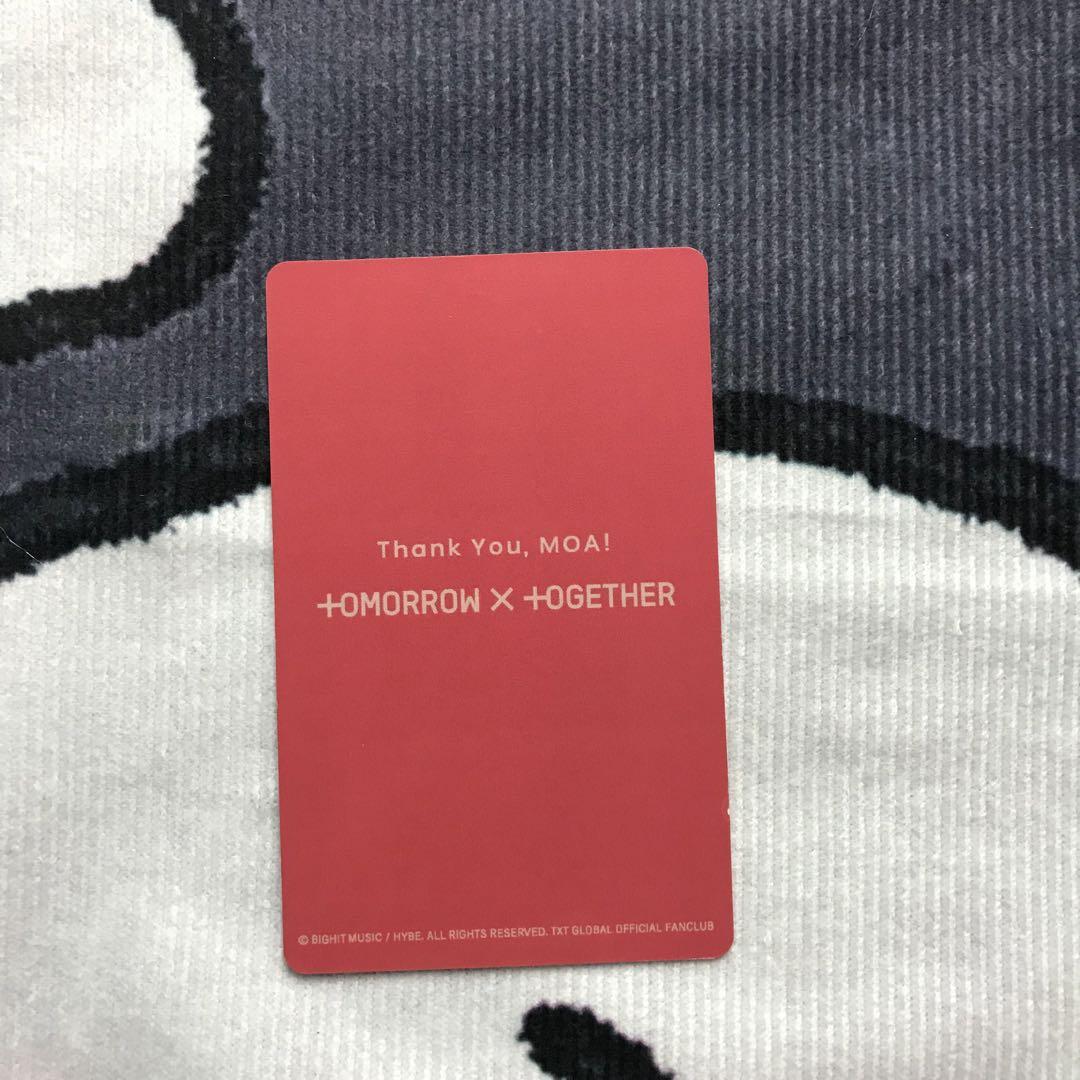 Thank You, MOA!
TOMORROW X TOGETHER
© BIGHIT MUSIC / HYBE. ALL RIGHTS RESERVED. TXT GLOBAL OFFICIAL FANCLUB